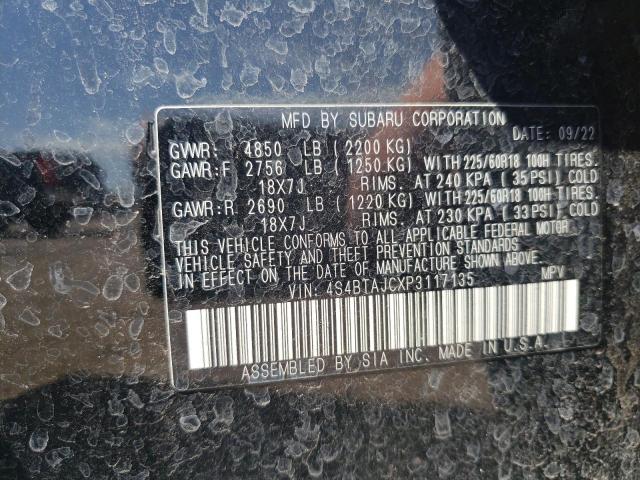 MFD BY SUBARU CORPORATION
DATE: 09/22
GVWR: 4850 LB (2200 KG)
GAWR:F 2756 LB (1250 KG) WITH 225/60R18 100H TIRES.
18X7J RIMS. AT 240 KPA (35 PSI) COLD
GAWR:R 2690 LB (1220 KG) WITH 225/60R18 100H TIRES.
18X7J RIMS. AT 230 KPA (33 PSI) COLD
THIS VEHICLE CONFORMS TO ALL APPLICABLE FEDERAL MOTOR
VEHICLE SAFETY AND THEFT PREVENTION STANDARDS
IN EFFECT ON THE DATE OF MANUFACTURE SHOWN ABOVE.
VIN: 4S4BTAJCXP3117135 MPV
ASSEMBLED BY SIA INC. MADE IN U.S.A.